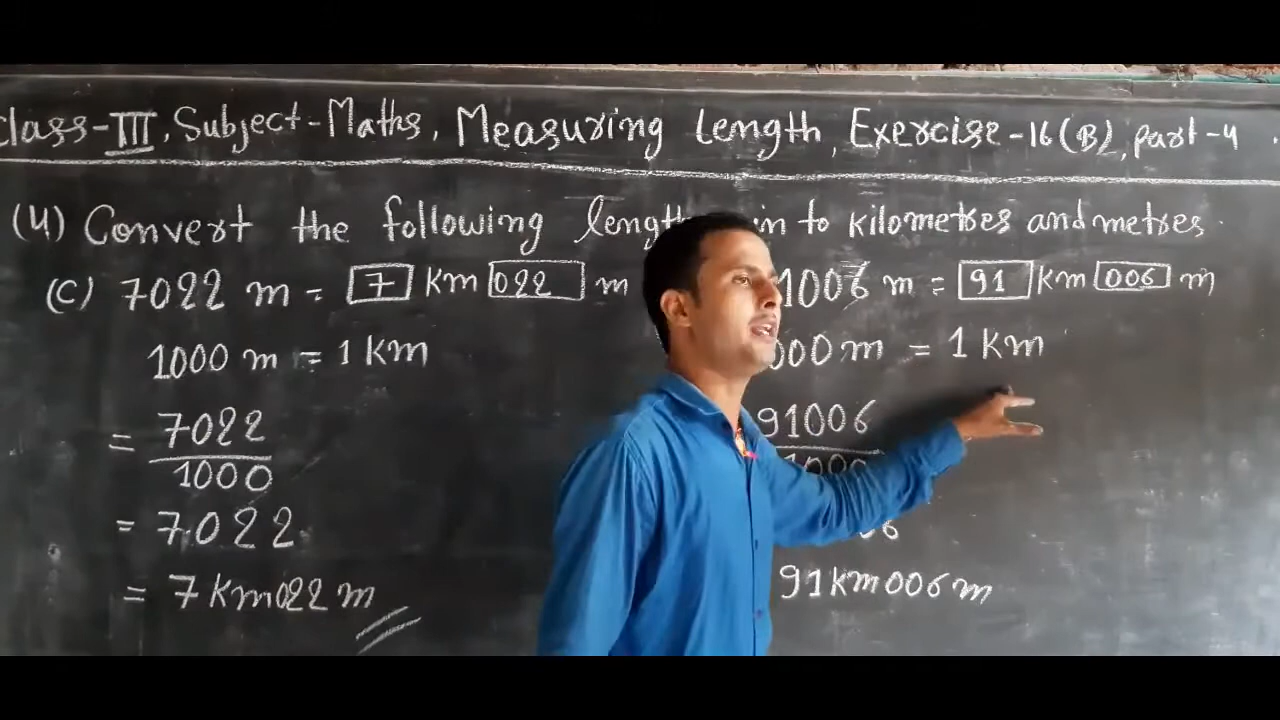 Class-III, Subject-Maths, Measuring Length, Exercise-16(B), part-4.
(4) Convert the following length in to kilometres and metres.
(C) 7022 m = 7 km 022 m
1000 m = 1 km
= 7022
1000
= 7.022
= 7 km 022 m
1006 m = 91 km 006 m
000 m = 1 km
91006
1000
6
91 km 006 m